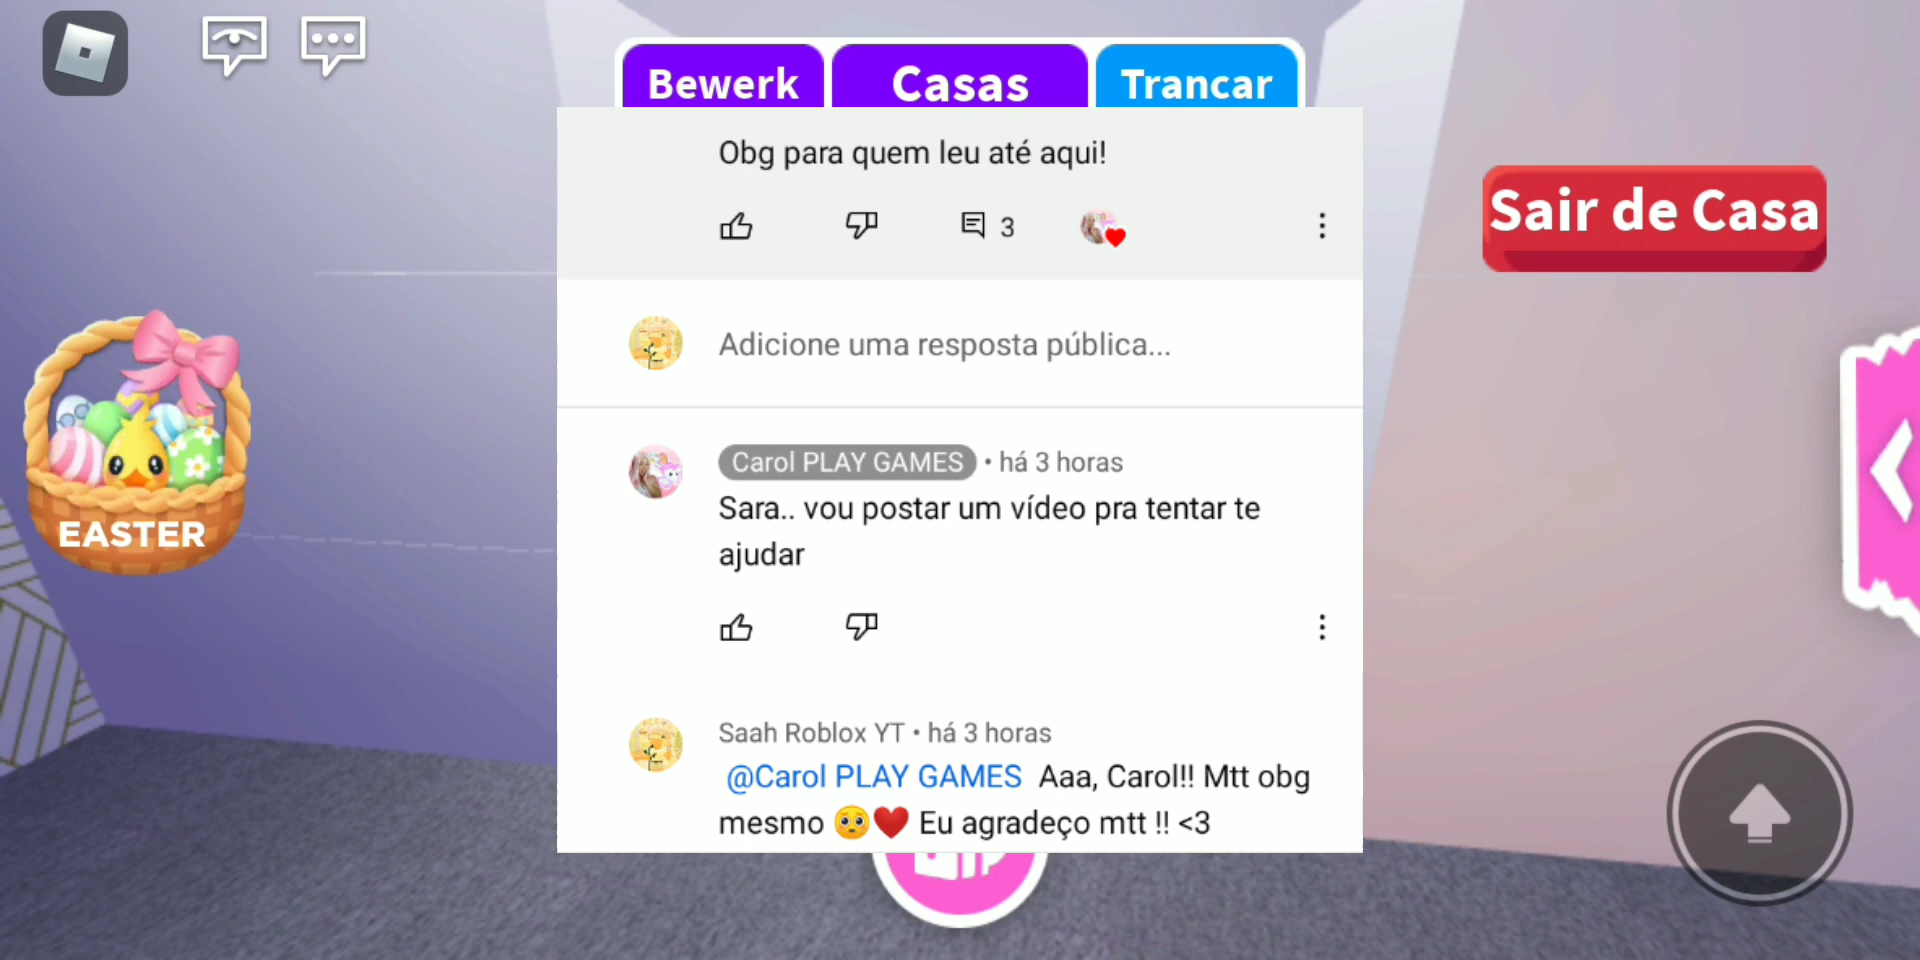 Bewerk
Casas
Trancar
Obg para quem leu até aqui!
3
Sair de Casa
Adicione uma resposta pública...
EASTER
Carol PLAY GAMES • há 3 horas
Sara.. vou postar um vídeo pra tentar te
ajudar
Saah Roblox YT • há 3 horas
@Carol PLAY GAMES Aaa, Carol!! Mtt obg
mesmo 🥺❤️ Eu agradeço mtt !! <3